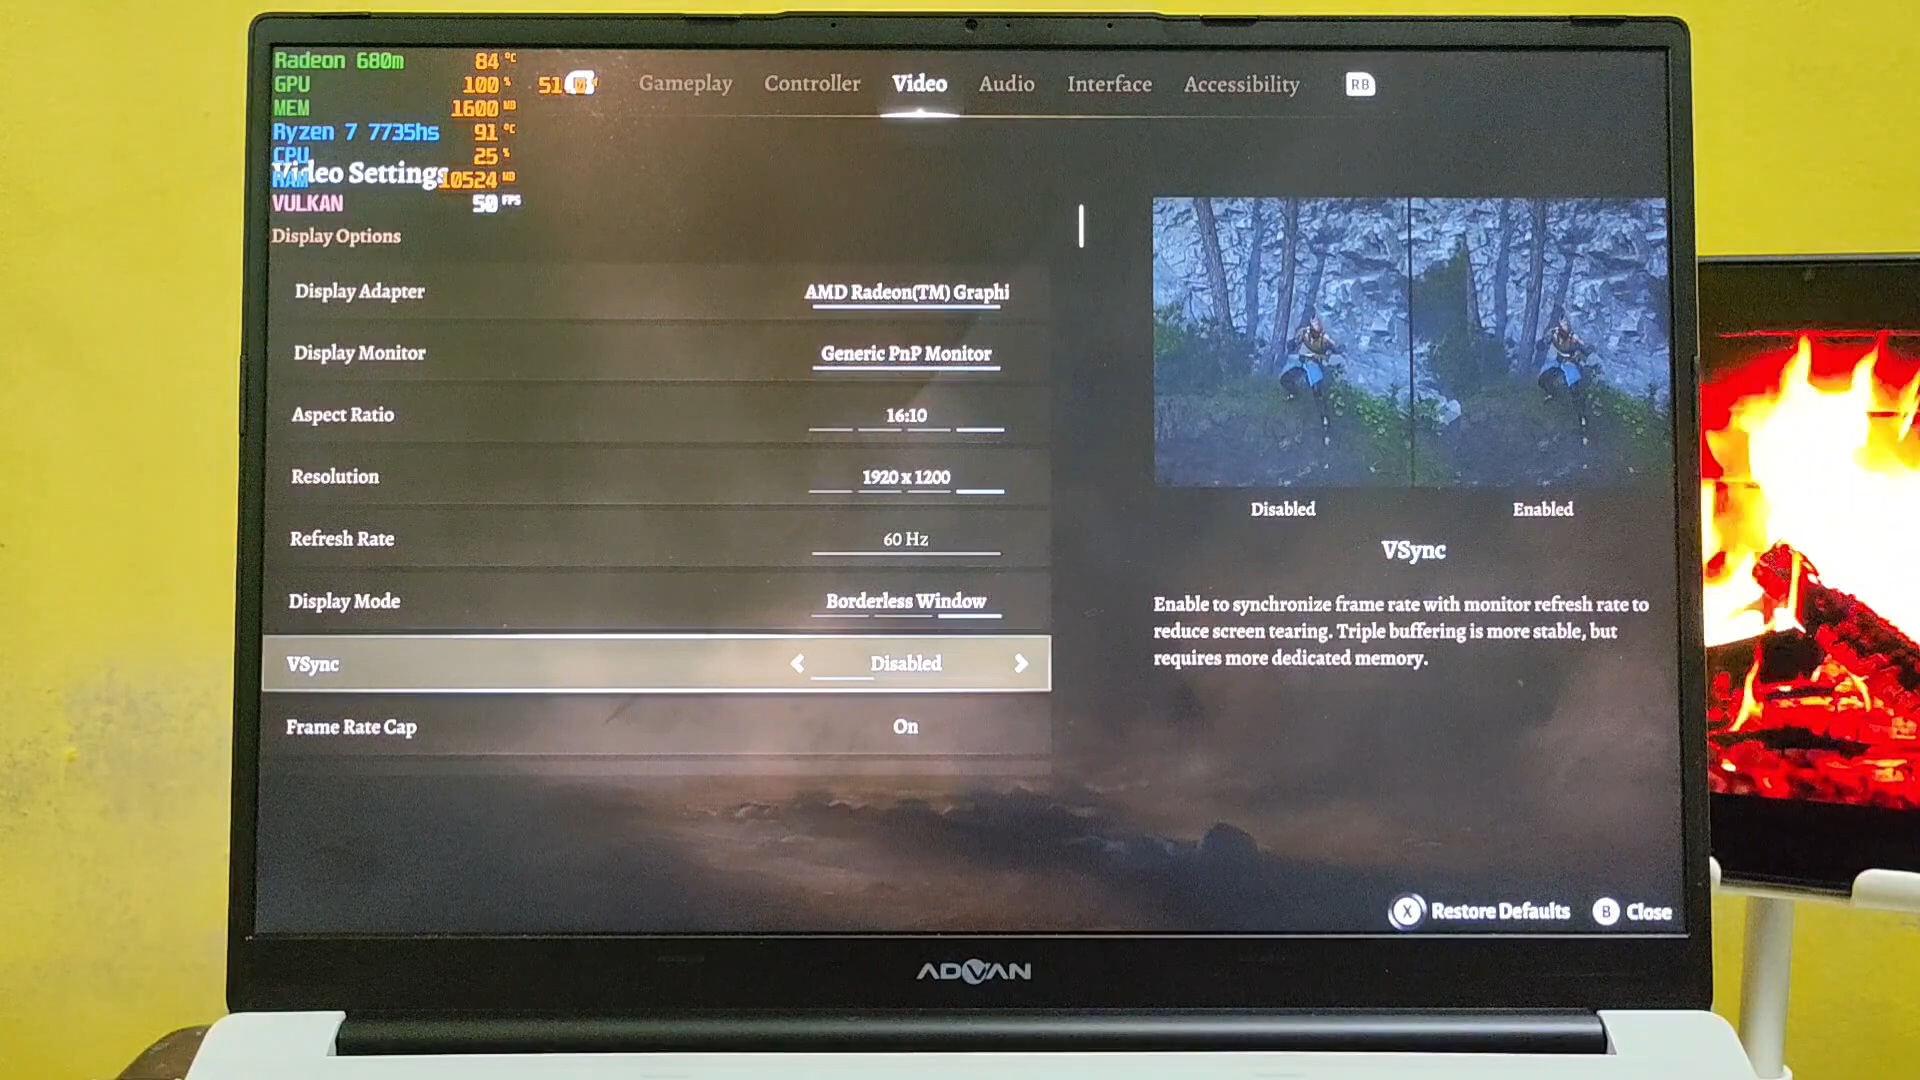 Radeon 680m 84 °C
GPU 100 %
MEM 1600 MB
Ryzen 7 7735hs 91 °C
CPU 25 %
RAM 10524 MB
VULKAN 50 FPS
Gameplay Controller Video Audio Interface Accessibility RB
Video Settings
Display Options
Display Adapter AMD Radeon(TM) Graphi
Display Monitor Generic PnP Monitor
Aspect Ratio 16:10
Resolution 1920 x 1200
Refresh Rate 60 Hz
Display Mode Borderless Window
VSync Disabled
Frame Rate Cap On
Disabled Enabled
VSync
Enable to synchronize frame rate with monitor refresh rate to
reduce screen tearing. Triple buffering is more stable, but
requires more dedicated memory.
X Restore Defaults B Close
ADVAN